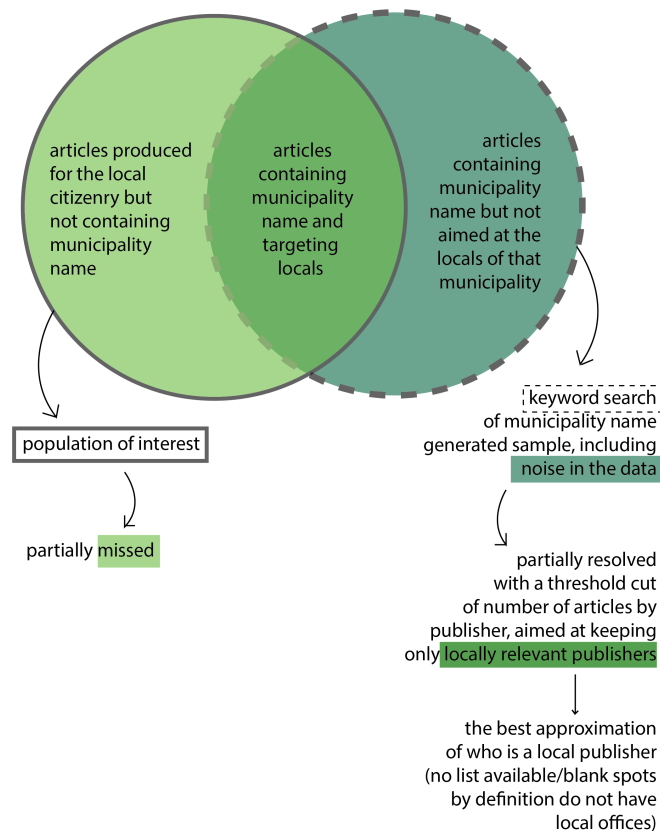 articles produced
for the local
citizenry but
not containing
municipality
name
articles
containing
municipality
name and
targeting
locals
articles
containing
municipality
name but not
aimed at the
locals of that
municipality
population of interest
partially missed
keyword search
of municipality name
generated sample, including
noise in the data
partially resolved
with a threshold cut
of number of articles by
publisher, aimed at keeping
only locally relevant publishers
the best approximation
of who is a local publisher
(no list available/blank spots
by definition do not have
local offices)